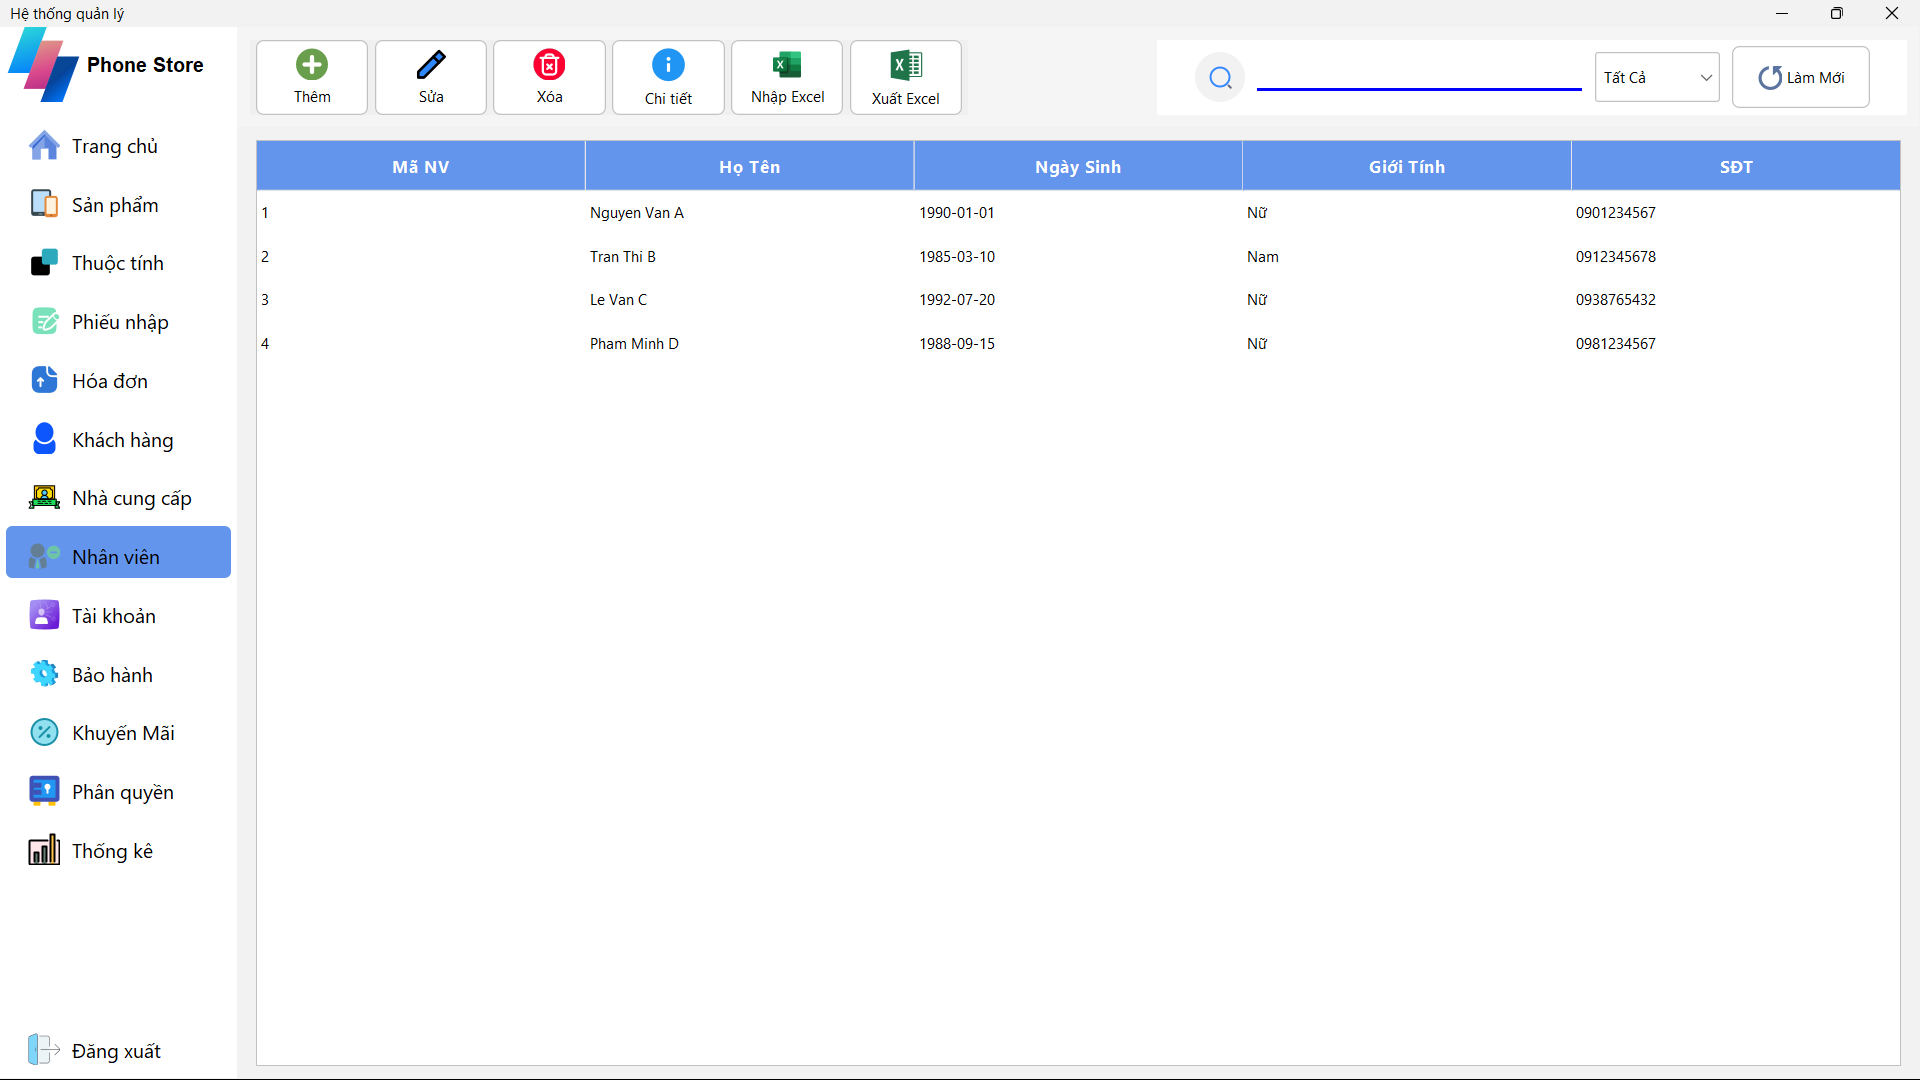 Hệ thống quản lý
Phone Store
Trang chủ
Sản phẩm
Thuộc tính
Phiếu nhập
Hóa đơn
Khách hàng
Nhà cung cấp
Nhân viên
Tài khoản
Bảo hành
Khuyến Mãi
Phân quyền
Thống kê
Đăng xuất
Thêm Sửa Xóa Chi tiết Nhập Excel Xuất Excel Tất Cả Làm Mới
Mã NV Họ Tên Ngày Sinh Giới Tính SĐT
1 Nguyen Van A 1990-01-01 Nữ 0901234567
2 Tran Thi B 1985-03-10 Nam 0912345678
3 Le Van C 1992-07-20 Nữ 0938765432
4 Pham Minh D 1988-09-15 Nữ 0981234567